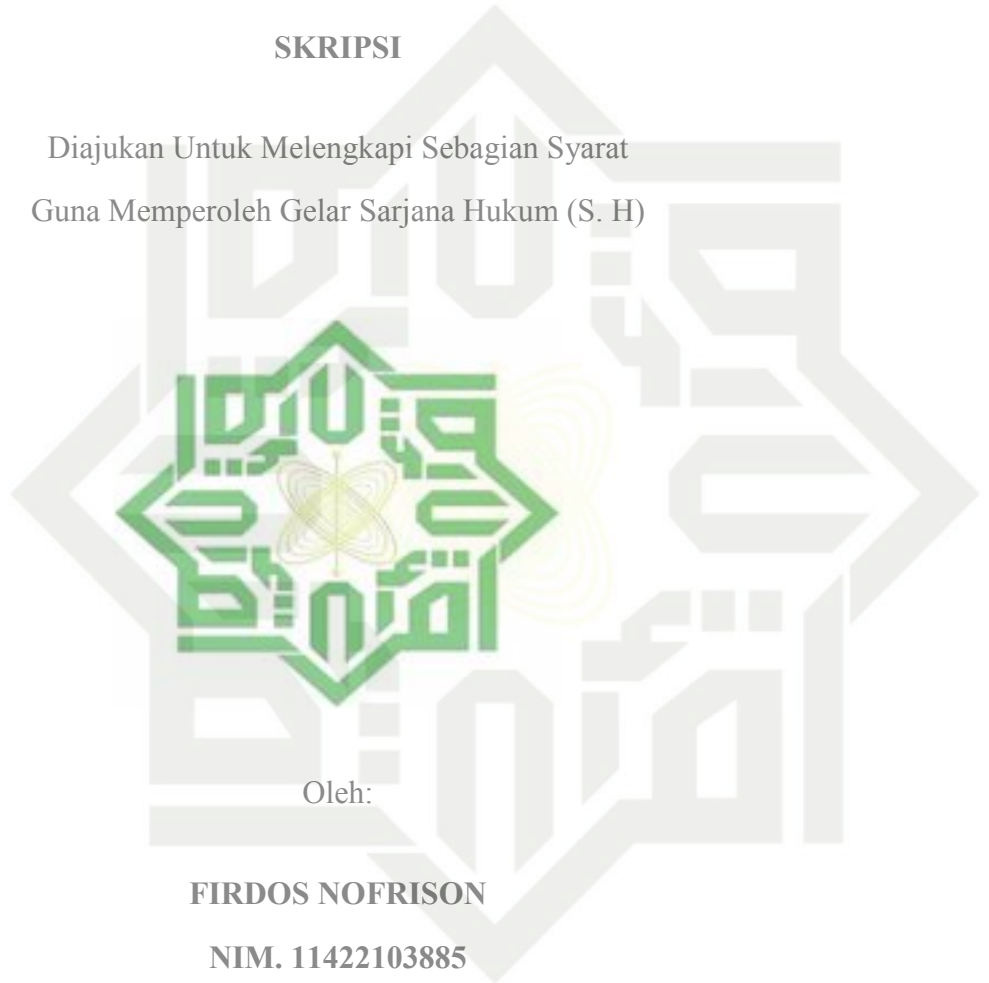 SKRIPSI
Diajukan Untuk Melengkapi Sebagian Syarat
Guna Memperoleh Gelar Sarjana Hukum (S. H)
Oleh:
FIRDOS NOFRISON
NIM. 11422103885